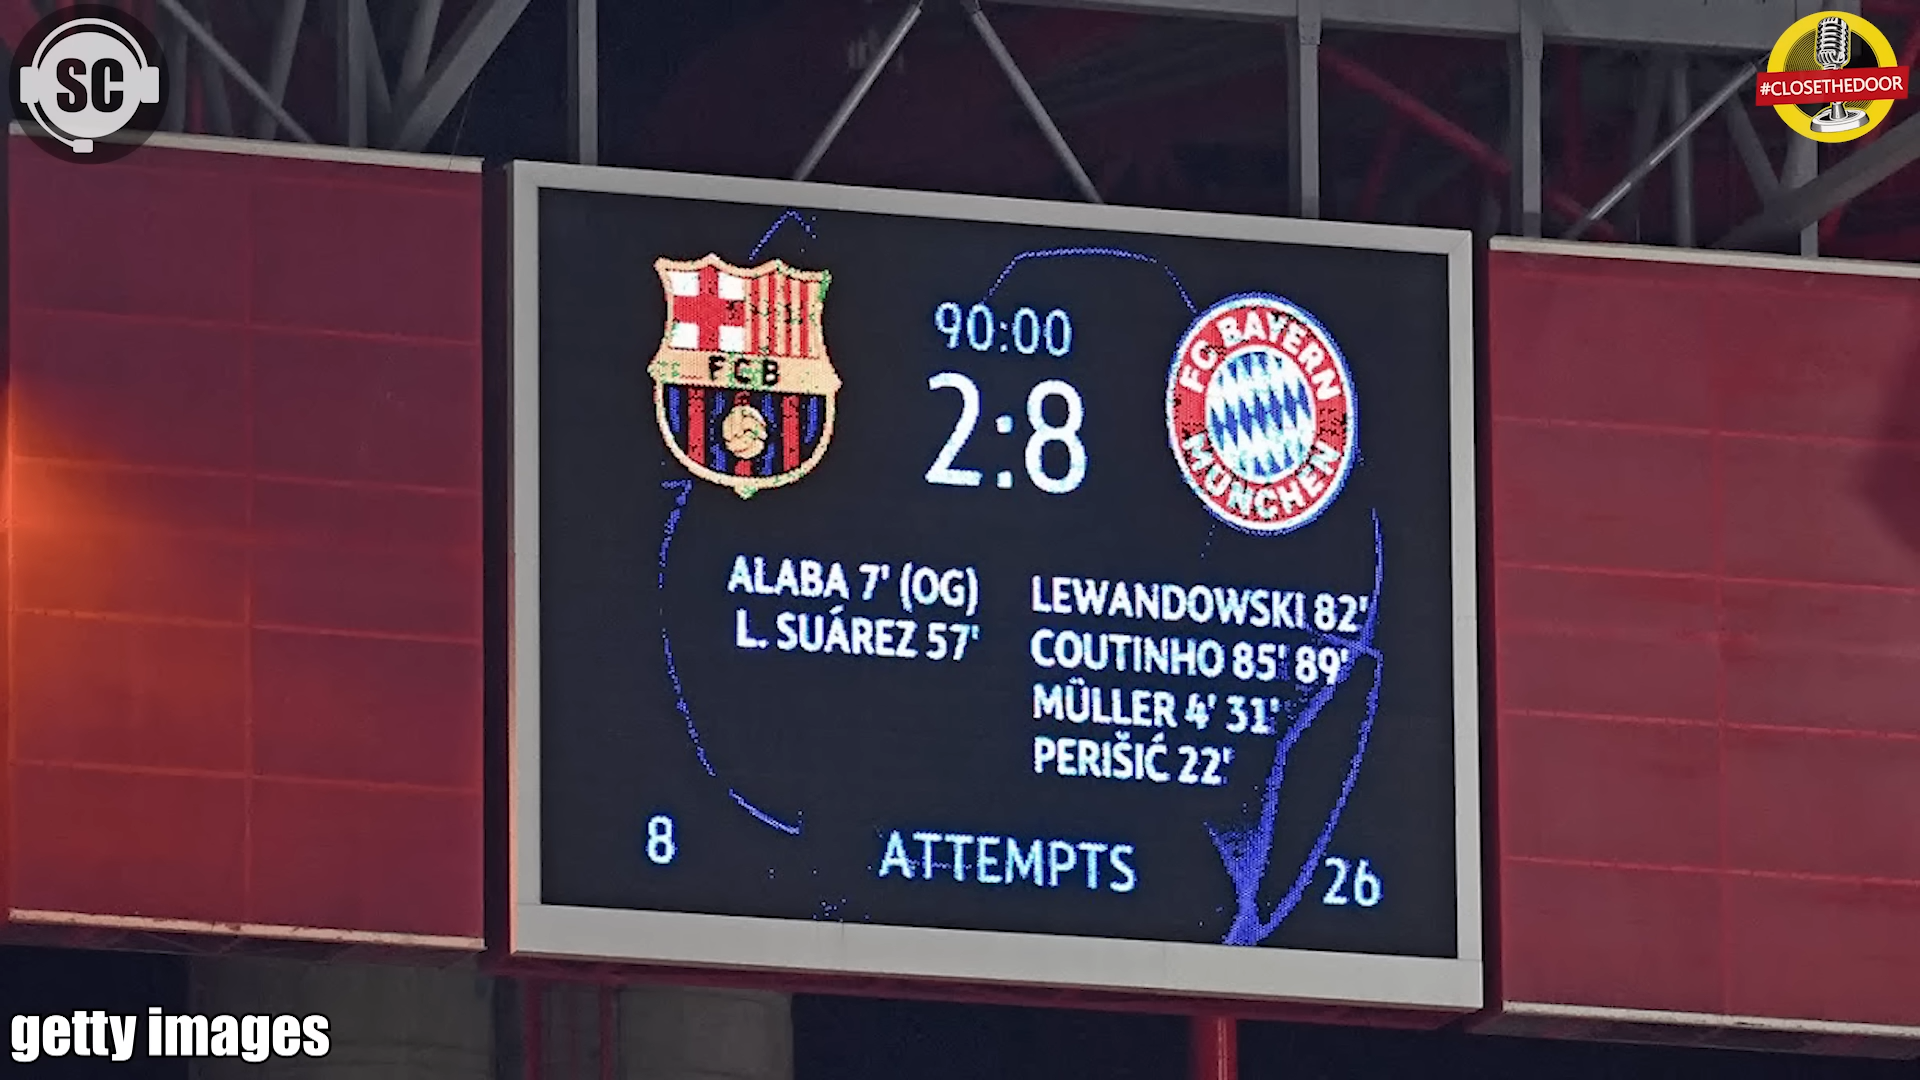 SC
#CLOSETHEDOOR
FCB
90:00
2:8
FC BAYERN
MÜNCHEN
ALABA 7' (OG)
L. SUÁREZ 57'
LEWANDOWSKI 82'
COUTINHO 85' 89'
MÜLLER 4' 31'
PERIŠIĆ 22'
8
ATTEMPTS
26
getty images